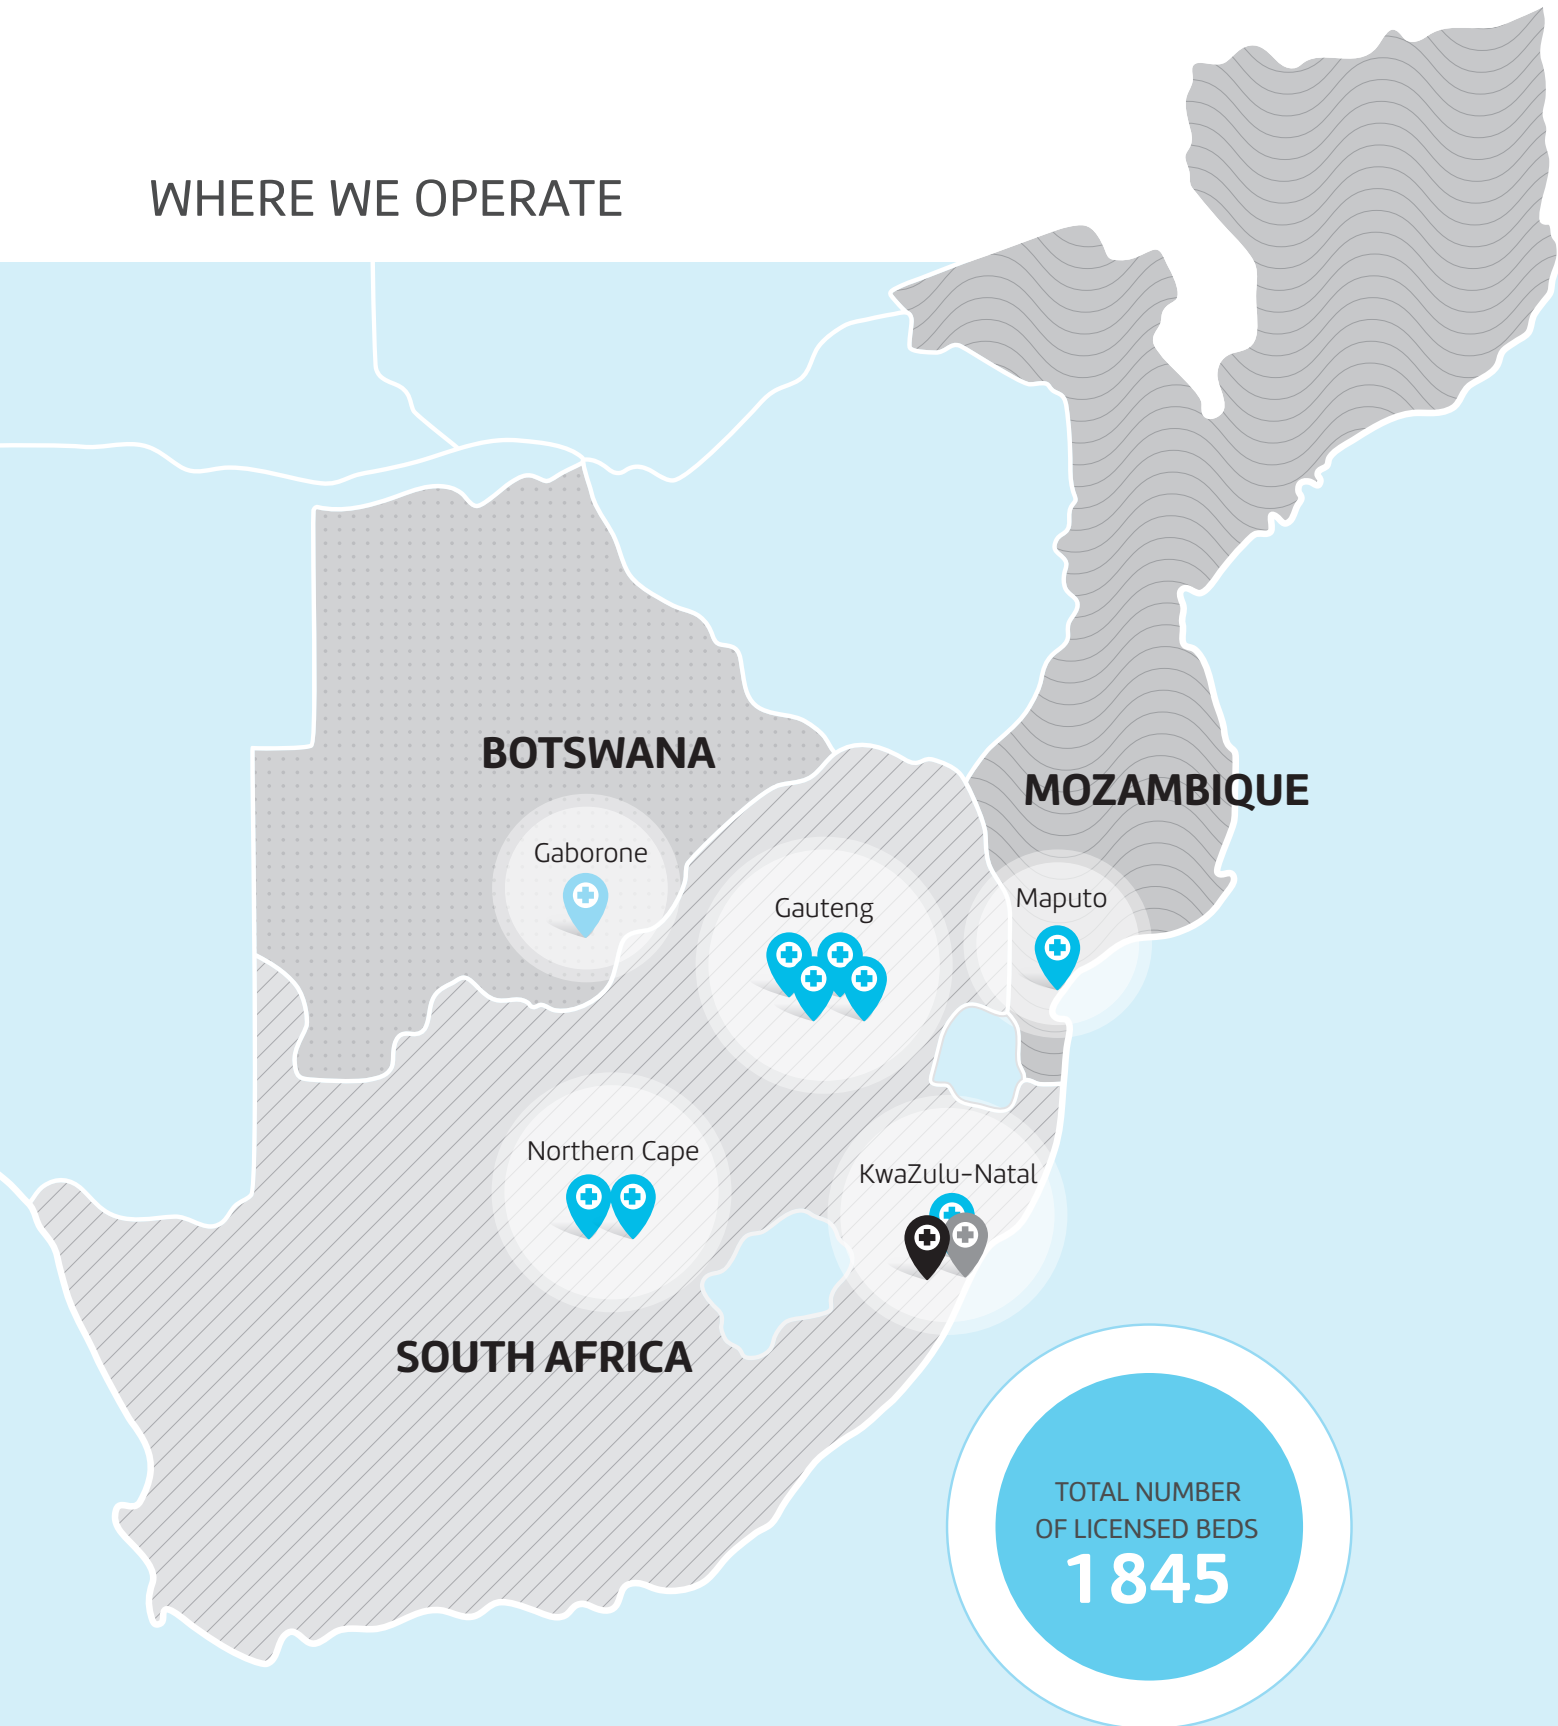 WHERE WE OPERATE
BOTSWANA
MOZAMBIQUE
Gaborone
Maputo
Gauteng
Northern Cape
KwaZulu-Natal
SOUTH AFRICA
TOTAL NUMBER
OF LICENSED BEDS
1845